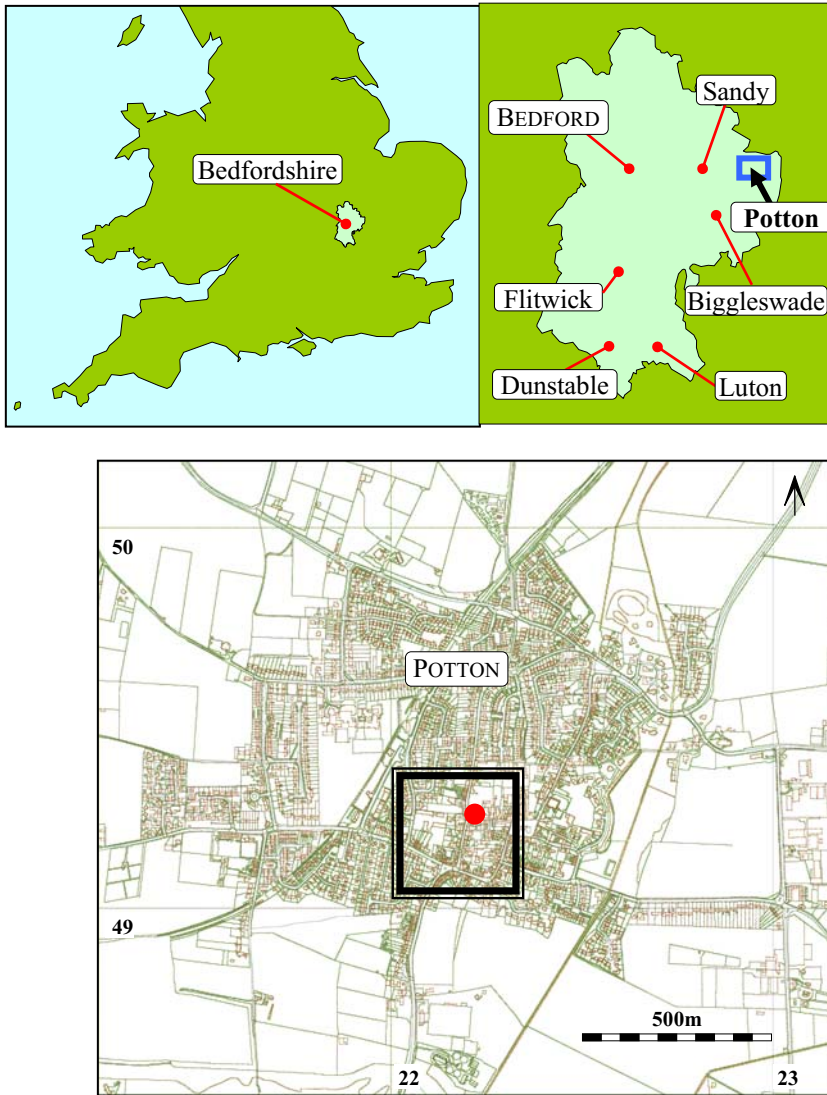 Bedfordshire
Sandy
BEDFORD
Potton
Flitwick
Biggleswade
Dunstable
Luton
50
POTTON
49
500m
22
23